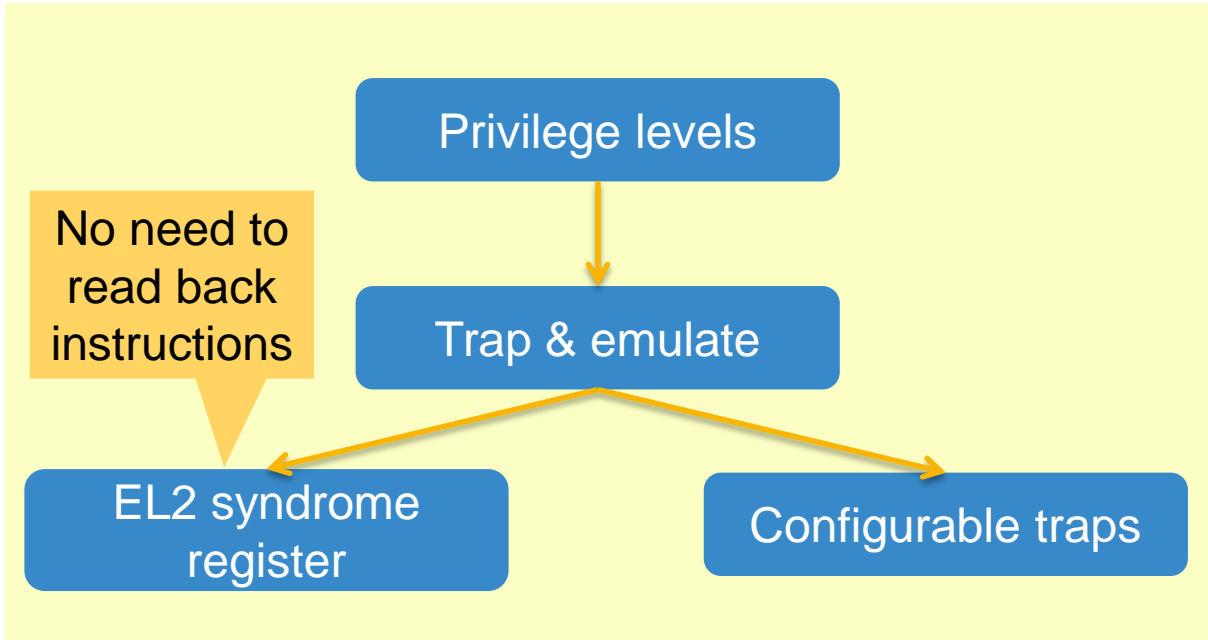 Privilege levels
No need to
read back
instructions
Trap & emulate
EL2 syndrome
register
Configurable traps